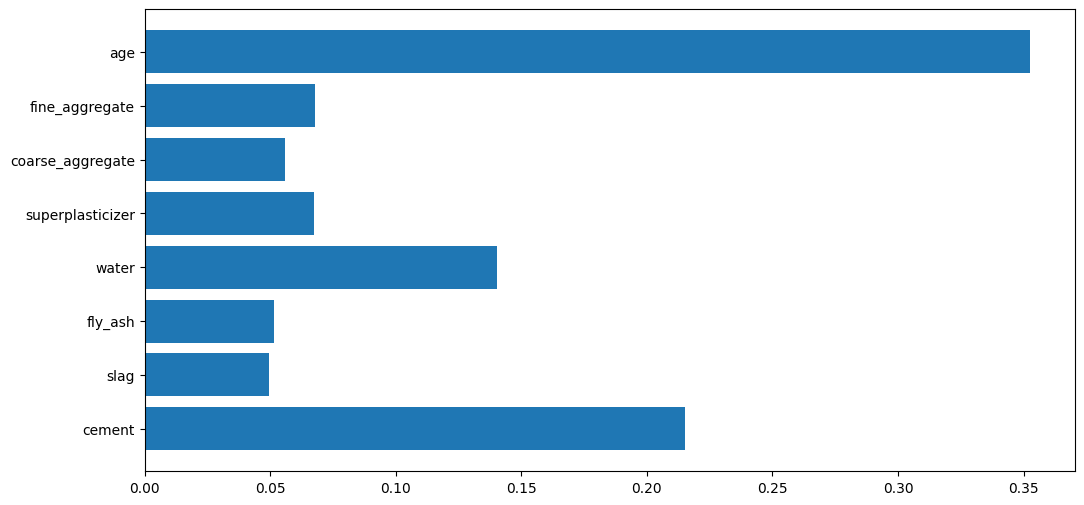 age
fine_aggregate
coarse_aggregate
superplasticizer
water
fly_ash
slag
cement
0.00 0.05 0.10 0.15 0.20 0.25 0.30 0.35